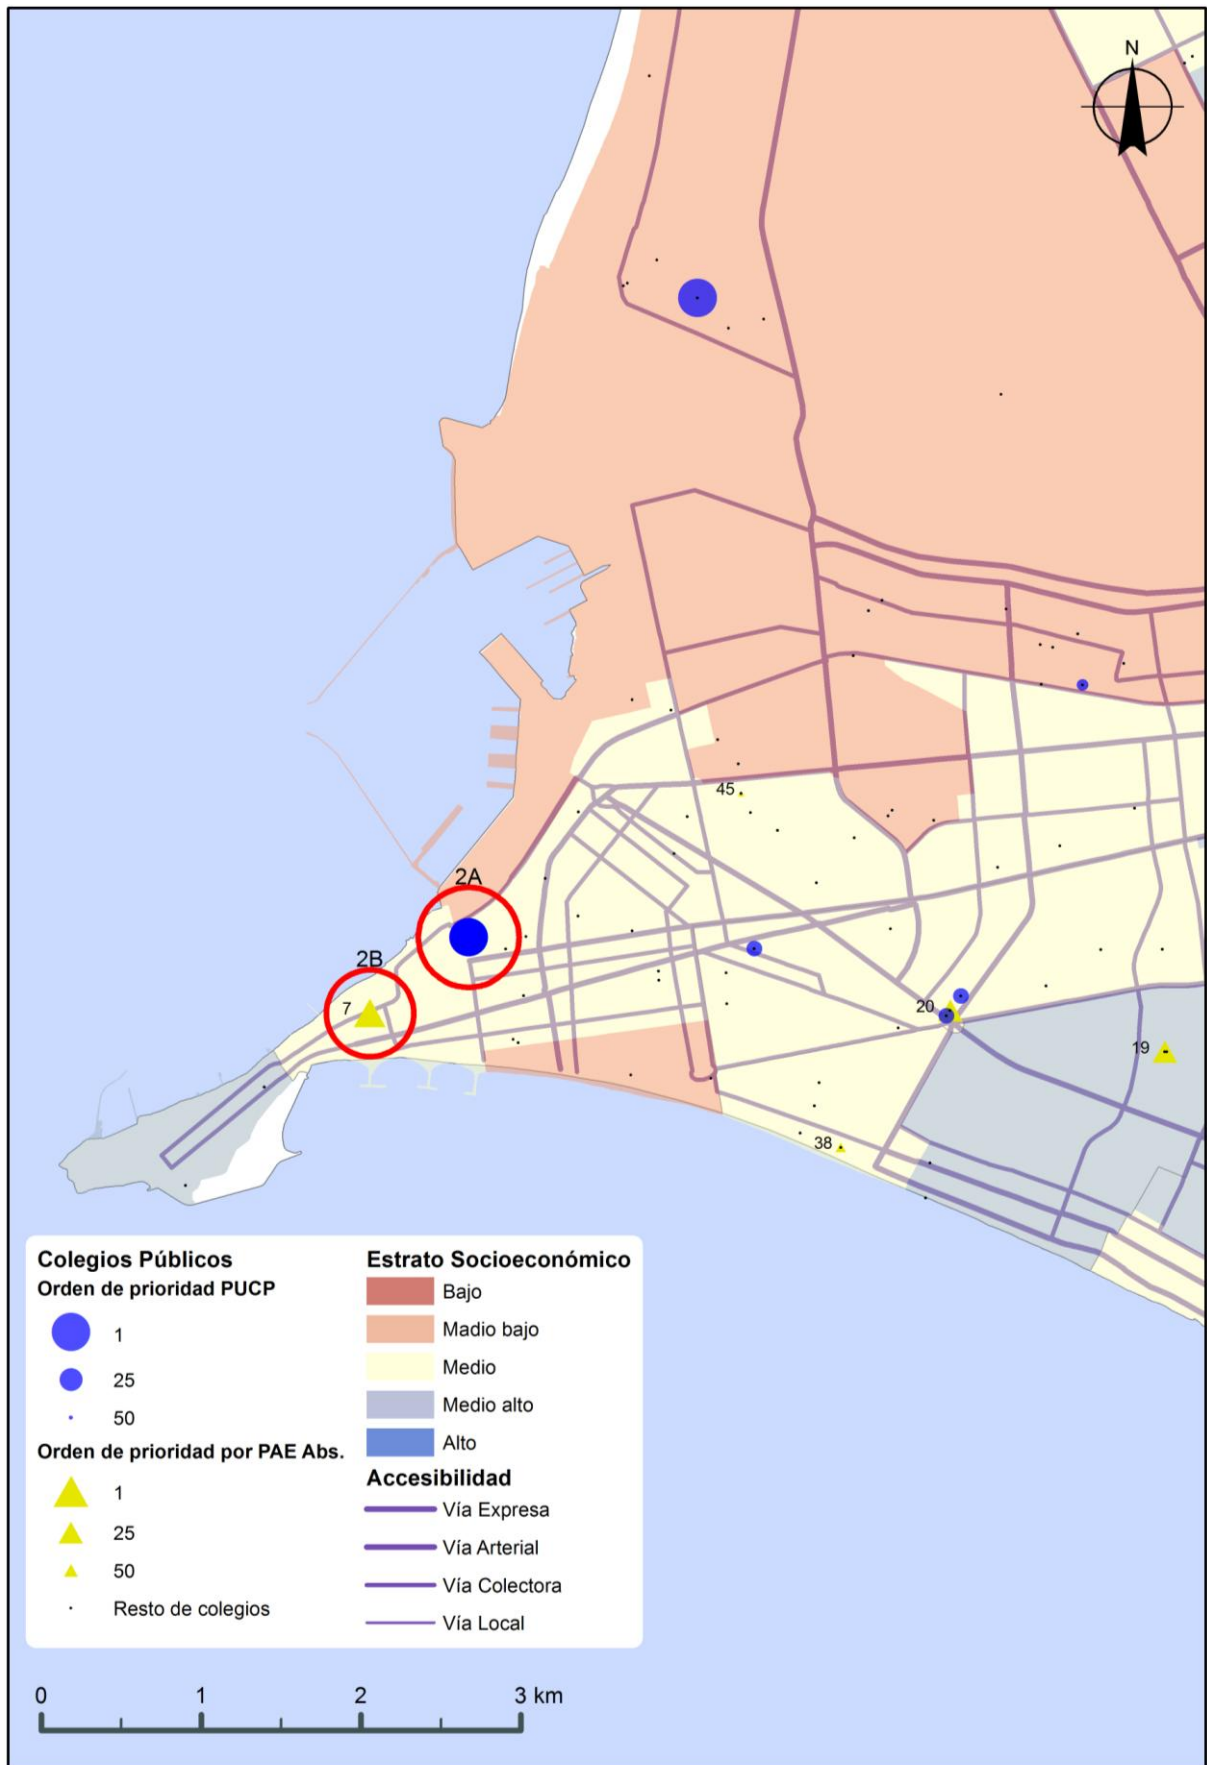 N
45
2A
2B
7
20
19
38
Colegios Públicos
Orden de prioridad PUCP
1
25
50
Orden de prioridad por PAE Abs.
1
25
50
Resto de colegios
Estrato Socioeconómico
Bajo
Madio bajo
Medio
Medio alto
Alto
Accesibilidad
Vía Expresa
Vía Arterial
Vía Colectora
Vía Local
0 1 2 3 km